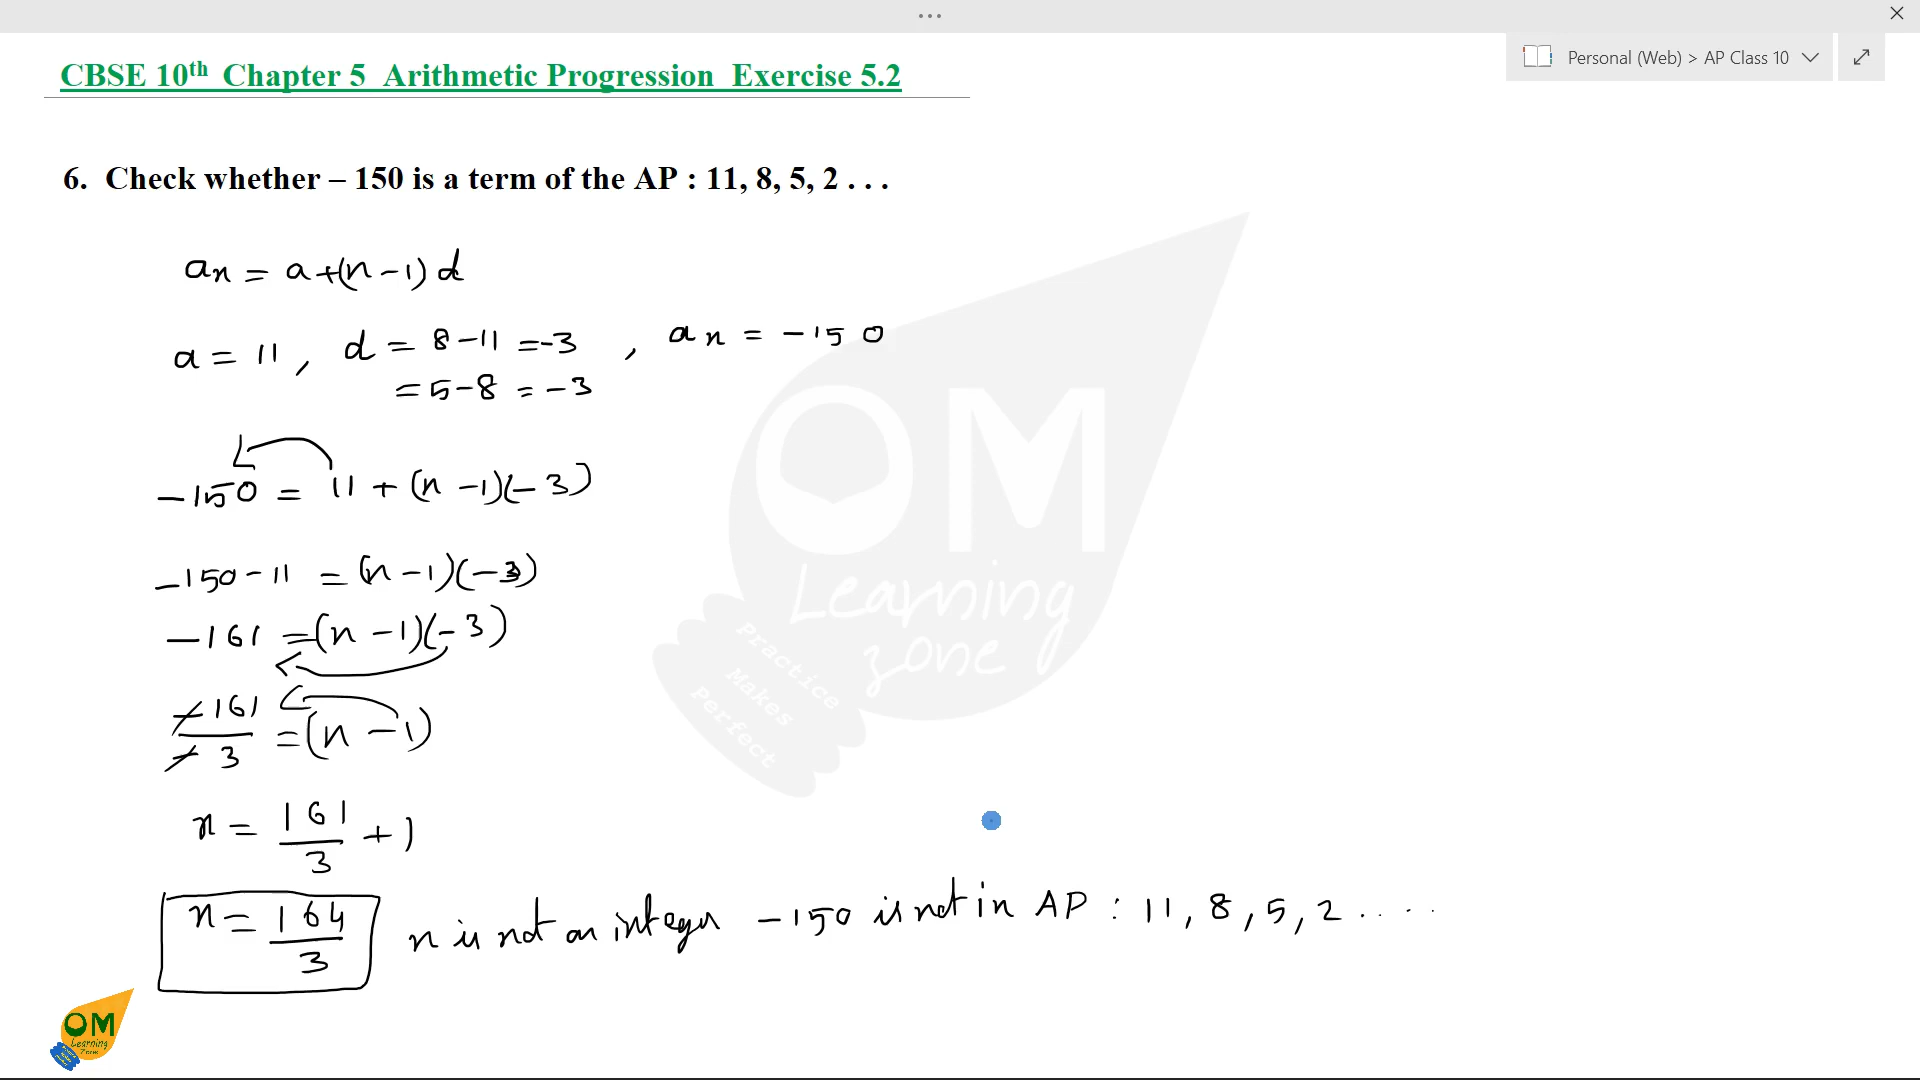 ...
Personal (Web) > AP Class 10
CBSE 10th Chapter 5 Arithmetic Progression Exercise 5.2
6. Check whether – 150 is a term of the AP : 11, 8, 5, 2 . . .
an = a+(n-1)d
a = 11, d = 8-11 =-3 , an = -150
= 5-8 = -3
-150 = 11 + (n -1)(-3)
-150-11 = (n-1)(-3)
-161 =(n -1)(-3)
-161/-3 =(n -1)
n = 161/3 +1
n = 164/3 n is not an integer -150 is not in AP : 11, 8, 5, 2 .....
OM
Learning
zone
Practice
Makes
Perfect
OM
Learning
Zone